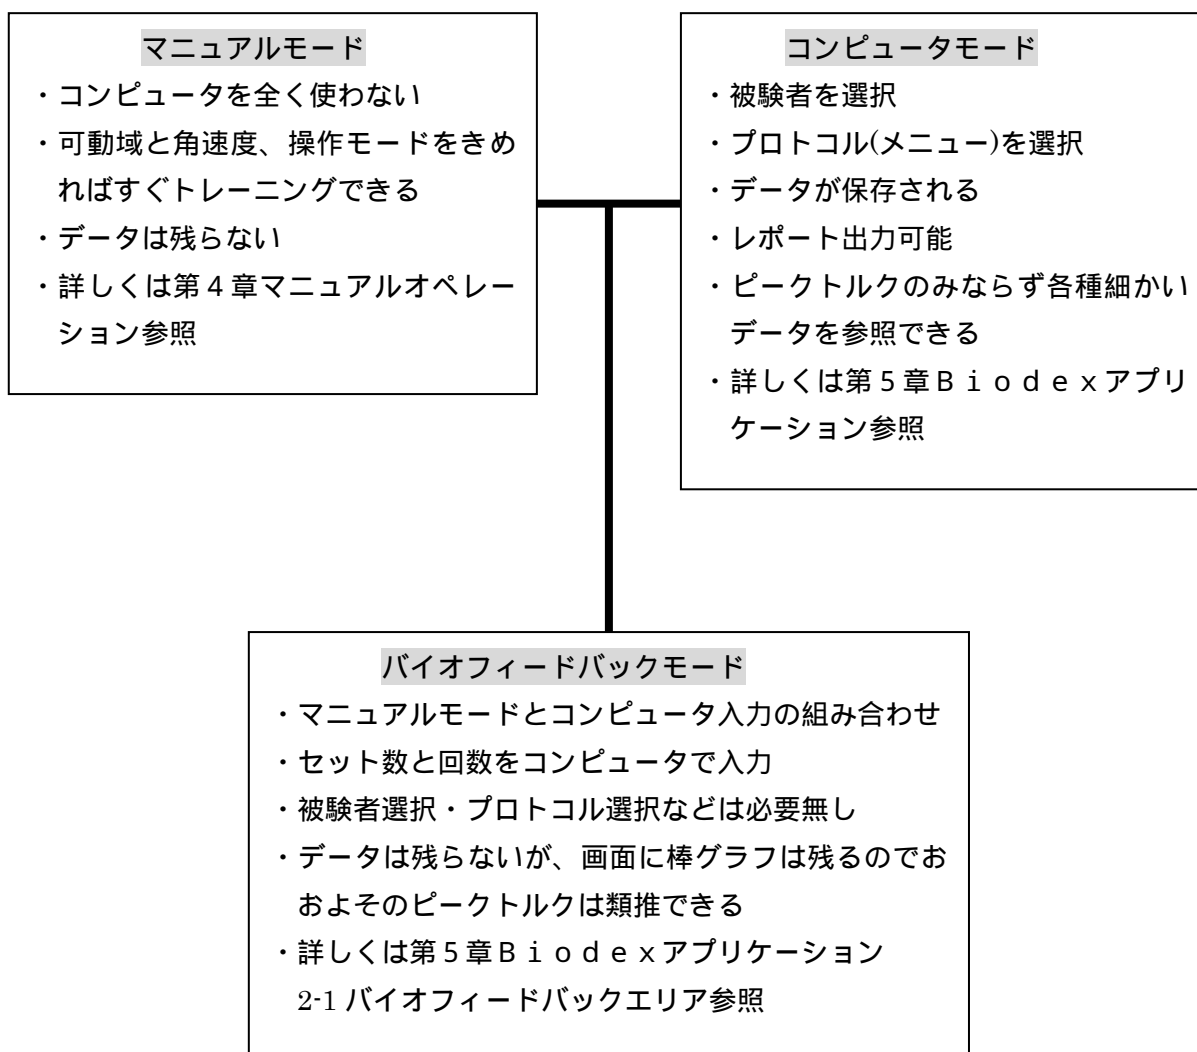 マニュアルモード
・コンピュータを全く使わない
・可動域と角速度、操作モードをきめ
ればすぐトレーニングできる
・データは残らない
・詳しくは第４章マニュアルオペレー
ション参照
コンピュータモード
・被験者を選択
・プロトコル(メニュー)を選択
・データが保存される
・レポート出力可能
・ピークトルクのみならず各種細かい
データを参照できる
・詳しくは第５章Ｂｉｏｄｅｘアプリ
ケーション参照
バイオフィードバックモード
・マニュアルモードとコンピュータ入力の組み合わせ
・セット数と回数をコンピュータで入力
・被験者選択・プロトコル選択などは必要無し
・データは残らないが、画面に棒グラフは残るのでお
およそのピークトルクは類推できる
・詳しくは第５章Ｂｉｏｄｅｘアプリケーション
2-1 バイオフィードバックエリア参照